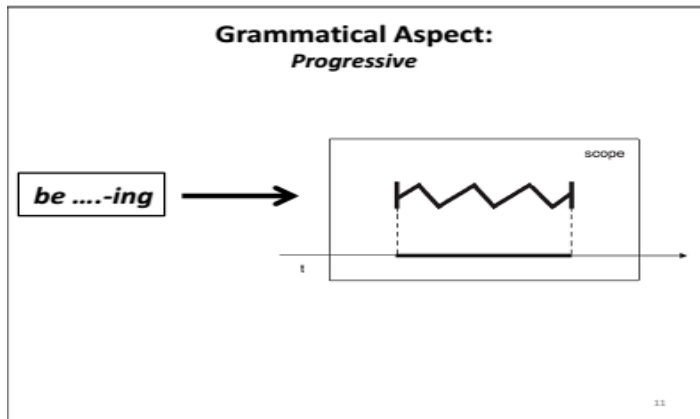 Grammatical Aspect:
Progressive
scope
be ....-ing
t
11